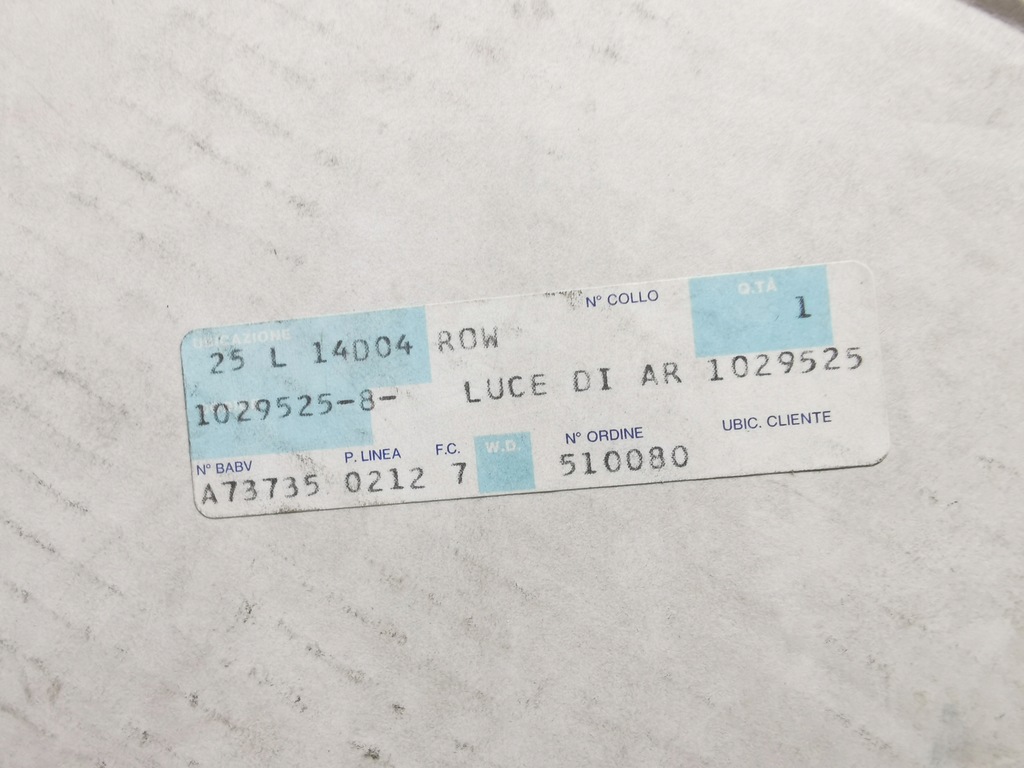 UBICAZIONE N° COLLO Q.TÀ
25 L 14D04 ROW 1
1029525-8- LUCE DI AR 1029525
N° BABV P. LINEA F.C. W.D. N° ORDINE UBIC. CLIENTE
A73735 0212 7 510080